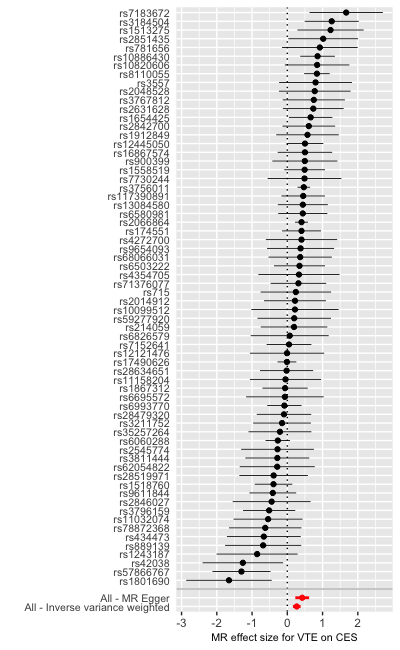 rs7183672
rs3184504
rs1513275
rs2851435
rs781656
rs10886430
rs10820606
rs8110055
rs3557
rs2048528
rs3767812
rs2631628
rs1654425
rs2842700
rs1912849
rs12445050
rs16867574
rs900399
rs1558519
rs7730244
rs3756011
rs117390891
rs13084580
rs6580981
rs2066864
rs174551
rs4272700
rs9654093
rs68066031
rs6503222
rs4354705
rs71376077
rs715
rs2014912
rs10099512
rs59277920
rs214059
rs6826579
rs7152641
rs12121476
rs17490626
rs28634651
rs11158204
rs1867312
rs6695572
rs6993770
rs28479320
rs3211752
rs35257264
rs6060288
rs2545774
rs3811444
rs62054822
rs28519971
rs1518760
rs9611844
rs2846027
rs3796159
rs11032074
rs78872368
rs434473
rs889139
rs1243187
rs42038
rs57866767
rs1801690
All - MR Egger
All - Inverse variance weighted
-3 -2 -1 0 1 2
MR effect size for VTE on CES